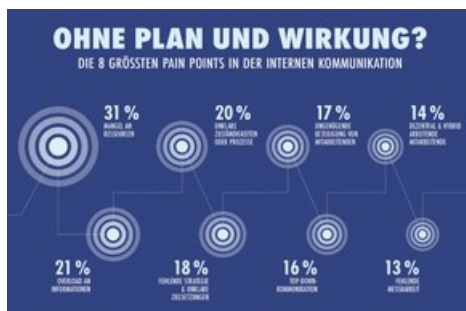 OHNE PLAN UND WIRKUNG?
DIE 8 GRÖSSTEN PAIN POINTS IN DER INTERNEN KOMMUNIKATION
31 %
MANGEL AN
RESSOURCEN
20 %
UNKLARE
ZUSTÄNDIGKEITEN
ODER PROZESSE
17 %
UNGENÜGENDE
BETEILIGUNG VON
MITARBEITENDEN
14 %
DEZENTRAL & HYBRID
ARBEITENDE
MITARBEITENDE
21 %
OVERLOAD AN
INFORMATIONEN
18 %
FEHLENDE STRATEGIE
& UNKLARE
ZIELSETZUNGEN
16 %
TOP-DOWN-
KOMMUNIKATION
13 %
FEHLENDE
MESSBARKEIT